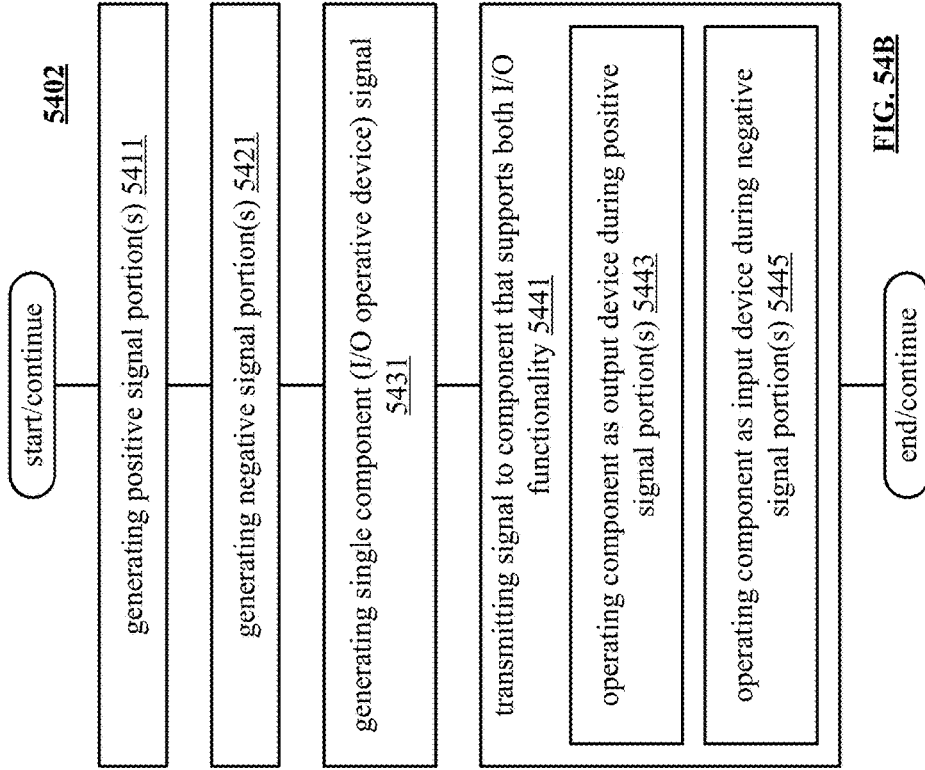 5402
start/continue
generating positive signal portion(s) 5411
generating negative signal portion(s) 5421
generating single component (I/O operative device) signal
5431
transmitting signal to component that supports both I/O
functionality 5441
operating component as output device during positive
signal portion(s) 5443
operating component as input device during negative
signal portion(s) 5445
end/continue
FIG. 54B